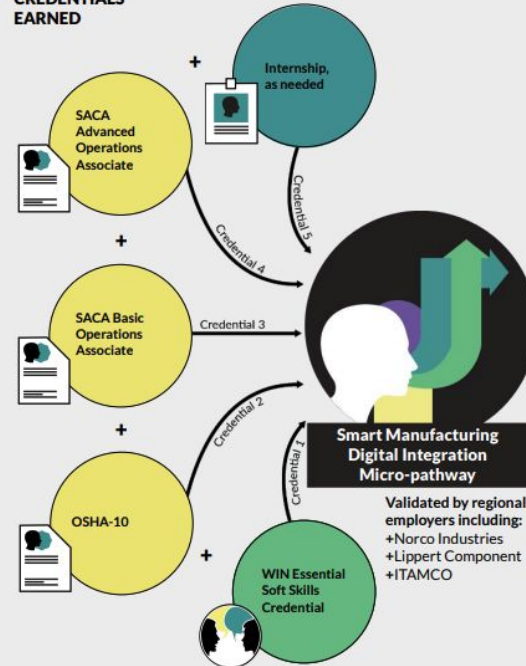 CREDENTIALS
EARNED
+
Internship,
as needed
SACA
Advanced
Operations
Associate
Credential 5
Credential 4
+
SACA Basic
Operations
Associate
Credential 3
+
Credential 2
Credential 1
OSHA-10
+
WIN Essential
Soft Skills
Credential
Smart Manufacturing
Digital Integration
Micro-pathway
Validated by regional
employers including:
+Norco Industries
+Lippert Component
+ITAMCO